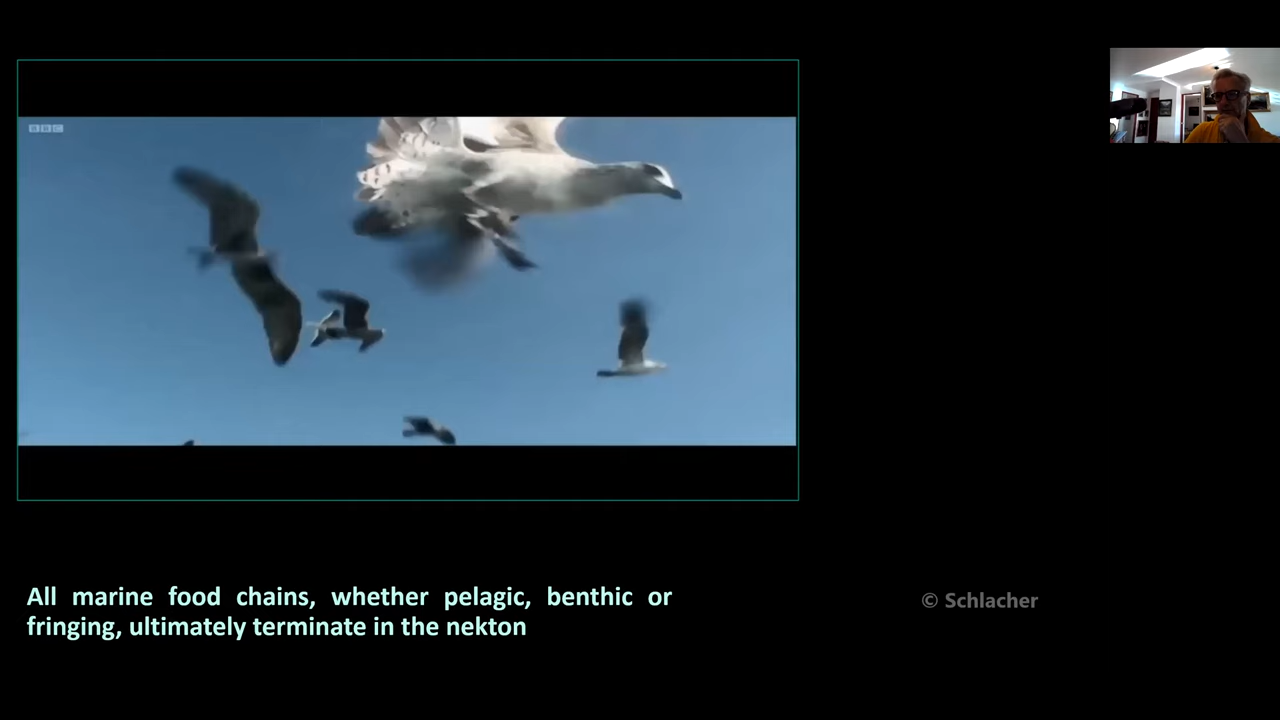 BBC
All marine food chains, whether pelagic, benthic or
fringing, ultimately terminate in the nekton
© Schlacher